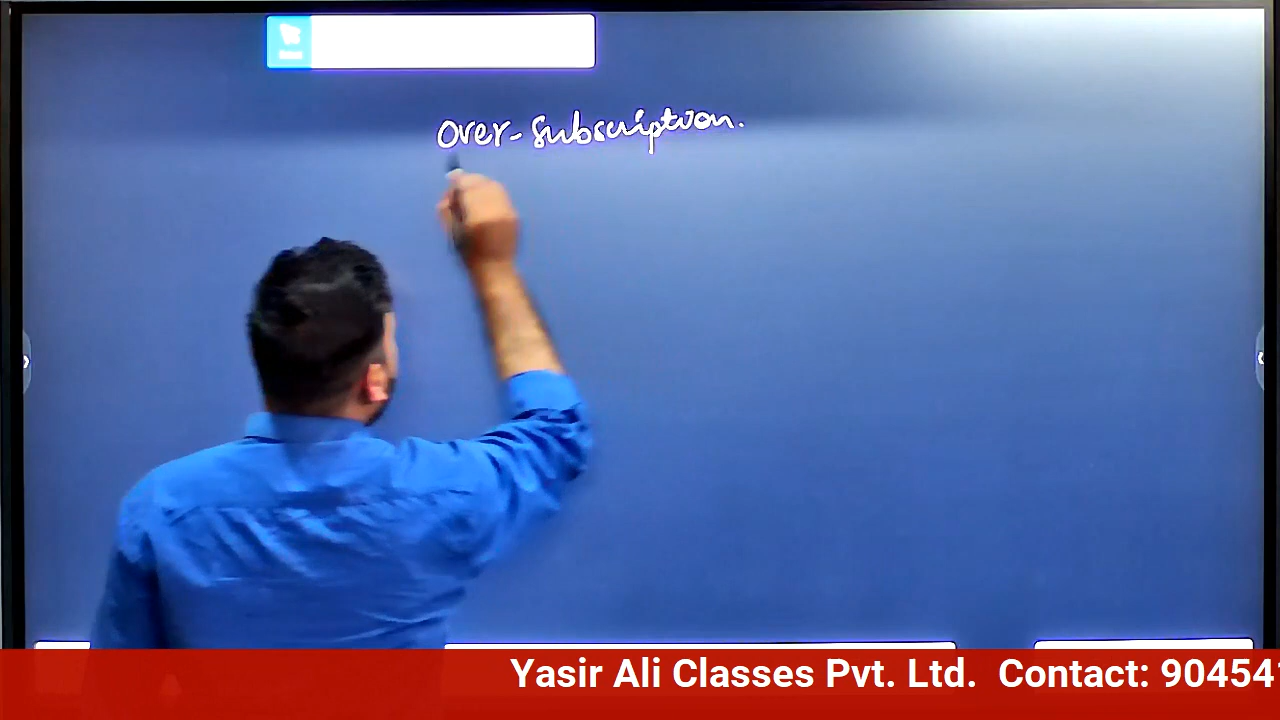 Over-Subscription.
Yasir Ali Classes Pvt. Ltd. Contact: 90454